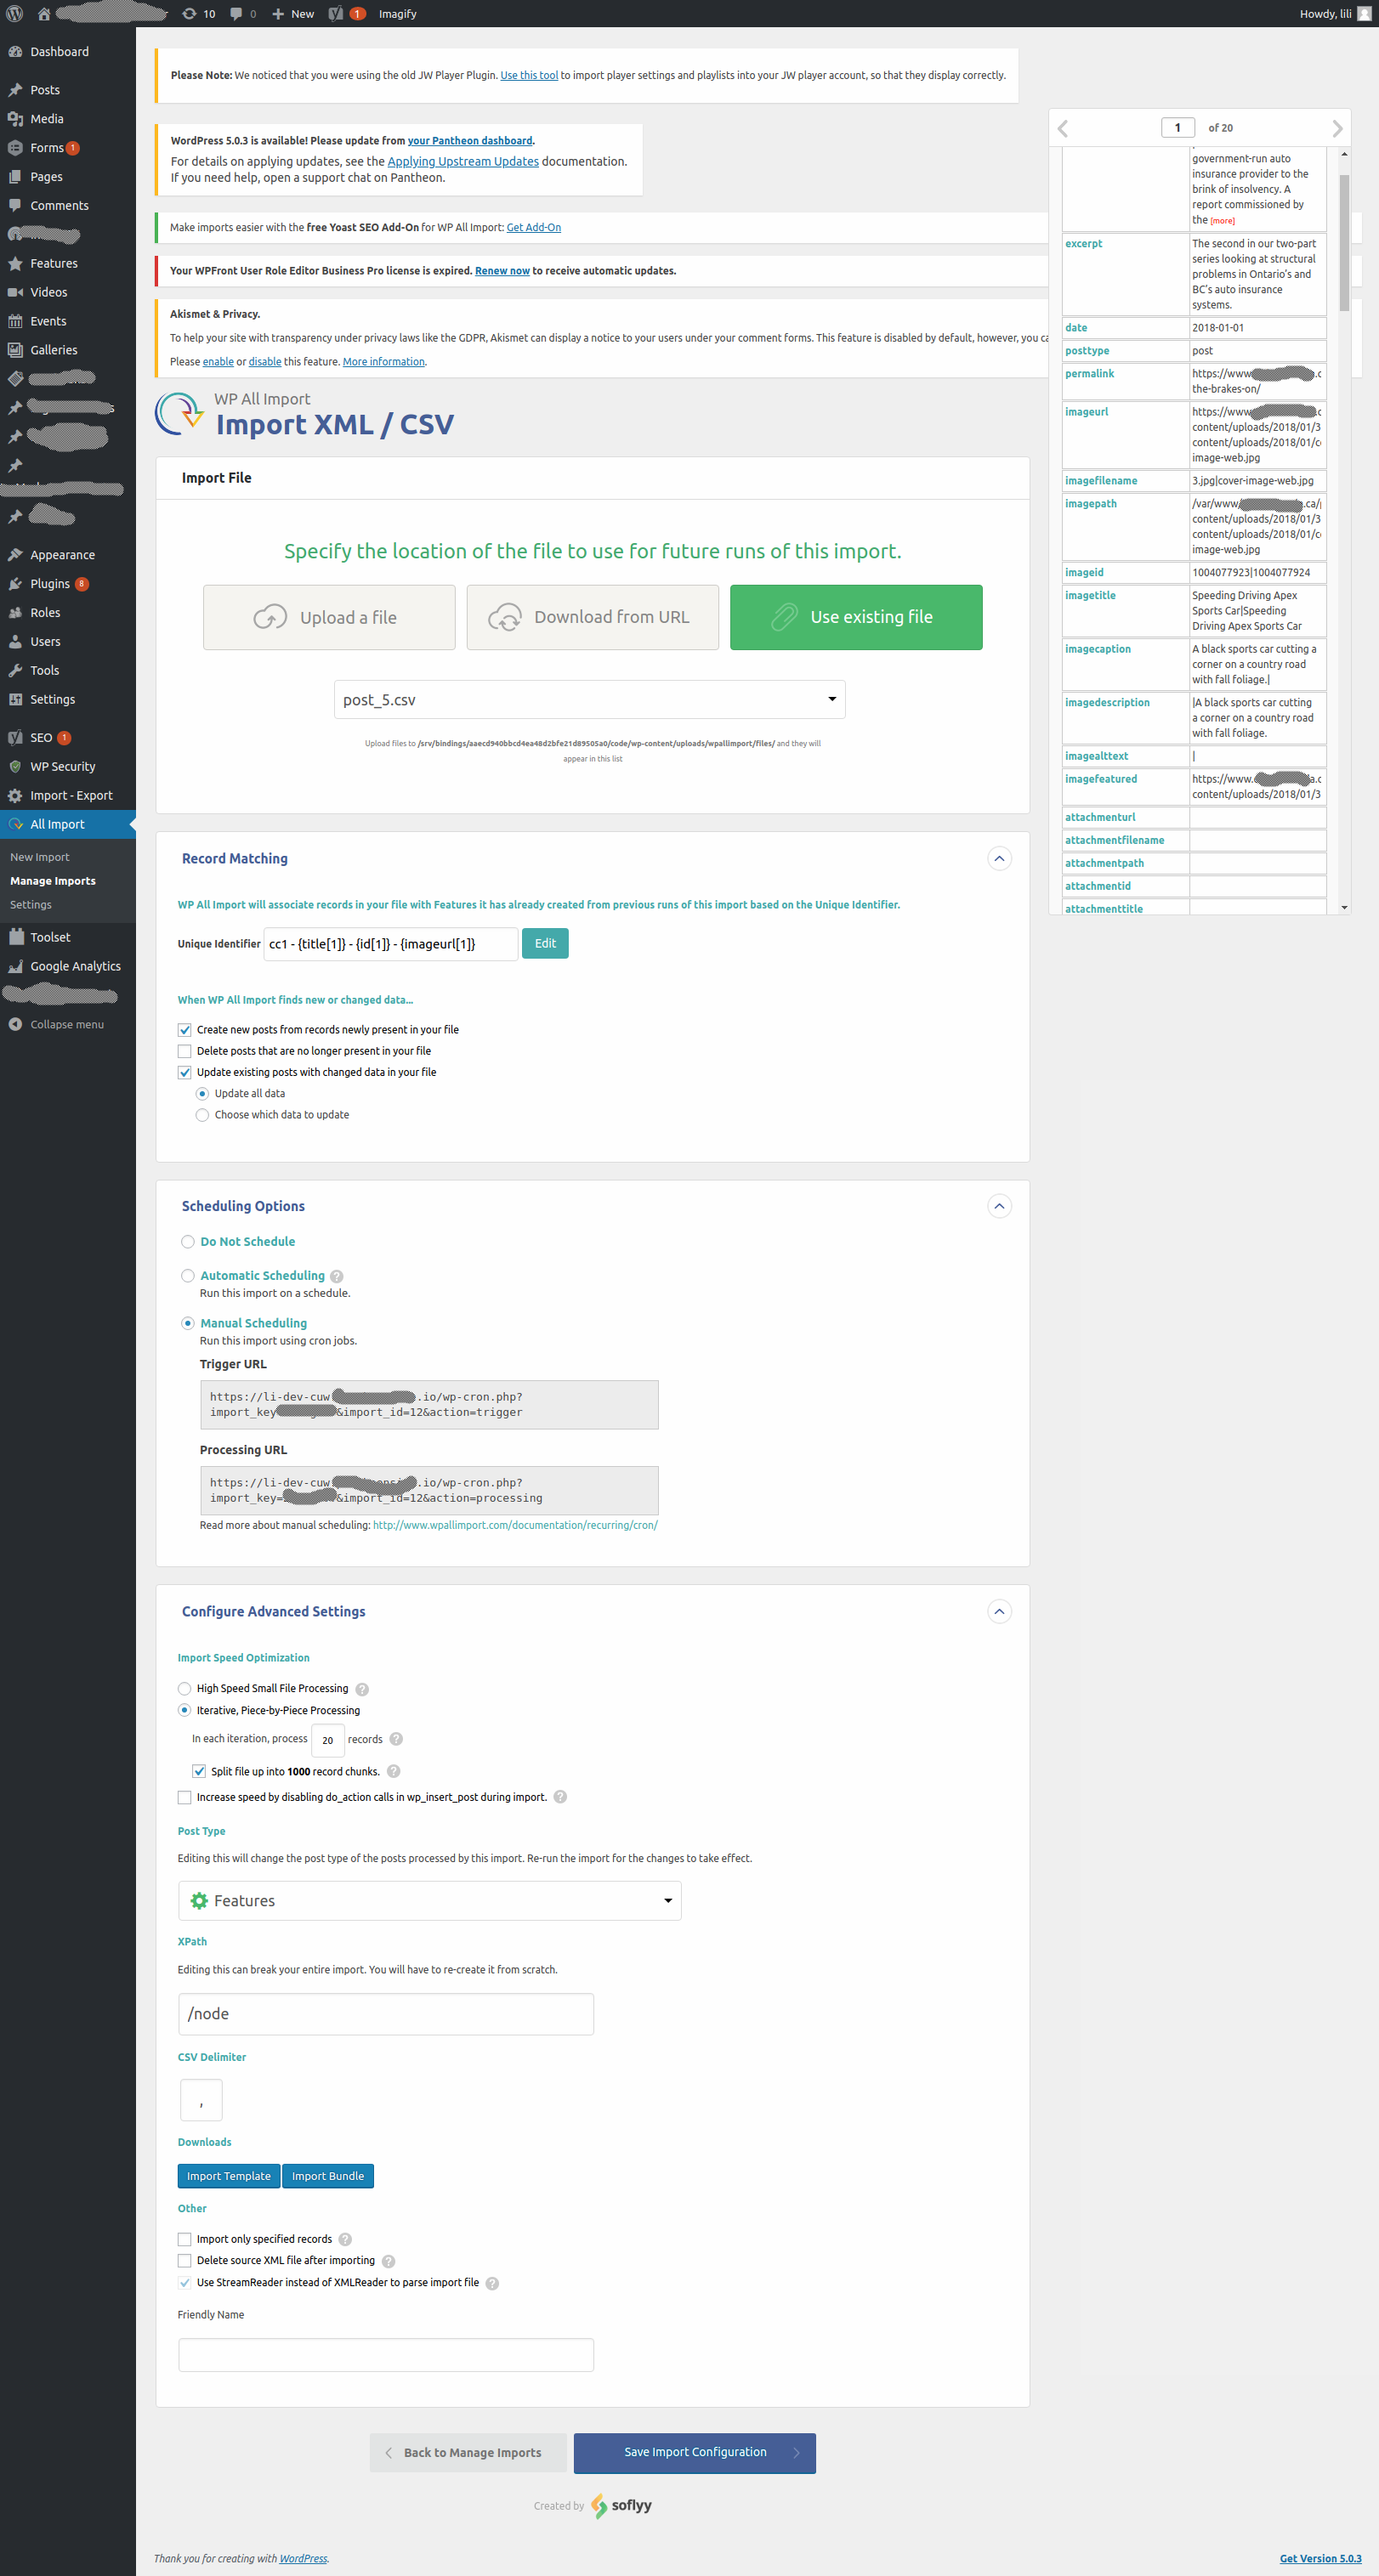 10
0
New
1
Imagify
Howdy, lili
Dashboard
Posts
Media
Forms 1
Pages
Comments
Features
Videos
Events
Galleries
Appearance
Plugins 8
Roles
Users
Tools
Settings
SEO 1
WP Security
Import - Export
All Import
New Import
Manage Imports
Settings
Toolset
Google Analytics
Collapse menu
Please Note: We noticed that you were using the old JW Player Plugin. Use this tool to import player settings and playlists into your JW player account, so that they display correctly.
WordPress 5.0.3 is available! Please update from your Pantheon dashboard.
For details on applying updates, see the Applying Upstream Updates documentation.
If you need help, open a support chat on Pantheon.
Make imports easier with the free Yoast SEO Add-On for WP All Import: Get Add-On
Your WPFront User Role Editor Business Pro license is expired. Renew now to receive automatic updates.
Akismet & Privacy.
To help your site with transparency under privacy laws like the GDPR, Akismet can display a notice to your users under your comment forms. This feature is disabled by default, however, you ca
Please enable or disable this feature. More information.
WP All Import
Import XML / CSV
Import File
Specify the location of the file to use for future runs of this import.
Upload a file
Download from URL
Use existing file
post_5.csv
Upload files to /srv/bindings/aaecd940bbcd4ea48d2bfe21d89505a0/code/wp-content/uploads/wpallimport/files/ and they
will appear in this list
Record Matching
WP All Import will associate records in your file with Features it has already created from previous runs of this import based on the Unique Identifier.
Unique Identifier
cc1 - {title[1]} - {id[1]} - {imageurl[1]}
Edit
When WP All Import finds new or changed data...
Create new posts from records newly present in your file
Delete posts that are no longer present in your file
Update existing posts with changed data in your file
Update all data
Choose which data to update
Scheduling Options
Do Not Schedule
Automatic Scheduling ?
Run this import on a schedule.
Manual Scheduling
Run this import using cron jobs.
Trigger URL
https://li-dev-cuw .io/wp-cron.php?
import_key &import_id=12&action=trigger
Processing URL
https://li-dev-cuw .io/wp-cron.php?
import_key= &import_id=12&action=processing
Read more about manual scheduling: http://www.wpallimport.com/documentation/recurring/cron/
Configure Advanced Settings
Import Speed Optimization
High Speed Small File Processing ?
Iterative, Piece-by-Piece Processing
In each iteration, process 20 records ?
Split file up into 1000 record chunks. ?
Increase speed by disabling do_action calls in wp_insert_post during import. ?
Post Type
Editing this will change the post type of the posts processed by this import. Re-run the import for the changes to take effect.
Features
XPath
Editing this can break your entire import. You will have to re-create it from scratch.
/node
CSV Delimiter
,
Downloads
Import Template
Import Bundle
Other
Import only specified records ?
Delete source XML file after importing ?
Use StreamReader instead of XMLReader to parse import file ?
Friendly Name
Back to Manage Imports
Save Import Configuration
Created by soflyy
Thank you for creating with WordPress.
Get Version 5.0.3
1 of 20
government-run auto
insurance provider to the
brink of insolvency. A
report commissioned by
the [more]
excerpt
The second in our two-part
series looking at structural
problems in Ontario's and
BC's auto insurance
systems.
date
2018-01-01
posttype
post
permalink
https://www .c
the-brakes-on/
imageurl
https://www
content/uploads/2018/01/3
content/uploads/2018/01/c
image-web.jpg
imagefilename
3.jpg|cover-image-web.jpg
imagepath
/var/www/ .ca/
content/uploads/2018/01/3
content/uploads/2018/01/c
image-web.jpg
imageid
1004077923|1004077924
imagetitle
Speeding Driving Apex
Sports Car|Speeding
Driving Apex Sports Car
imagecaption
A black sports car cutting a
corner on a country road
with fall foliage.|
imagedescription
|A black sports car cutting
a corner on a country road
with fall foliage.
imagealttext
|
imagefeatured
https://www. a.c
content/uploads/2018/01/3
attachmenturl
attachmentfilename
attachmentpath
attachmentid
attachmenttitle